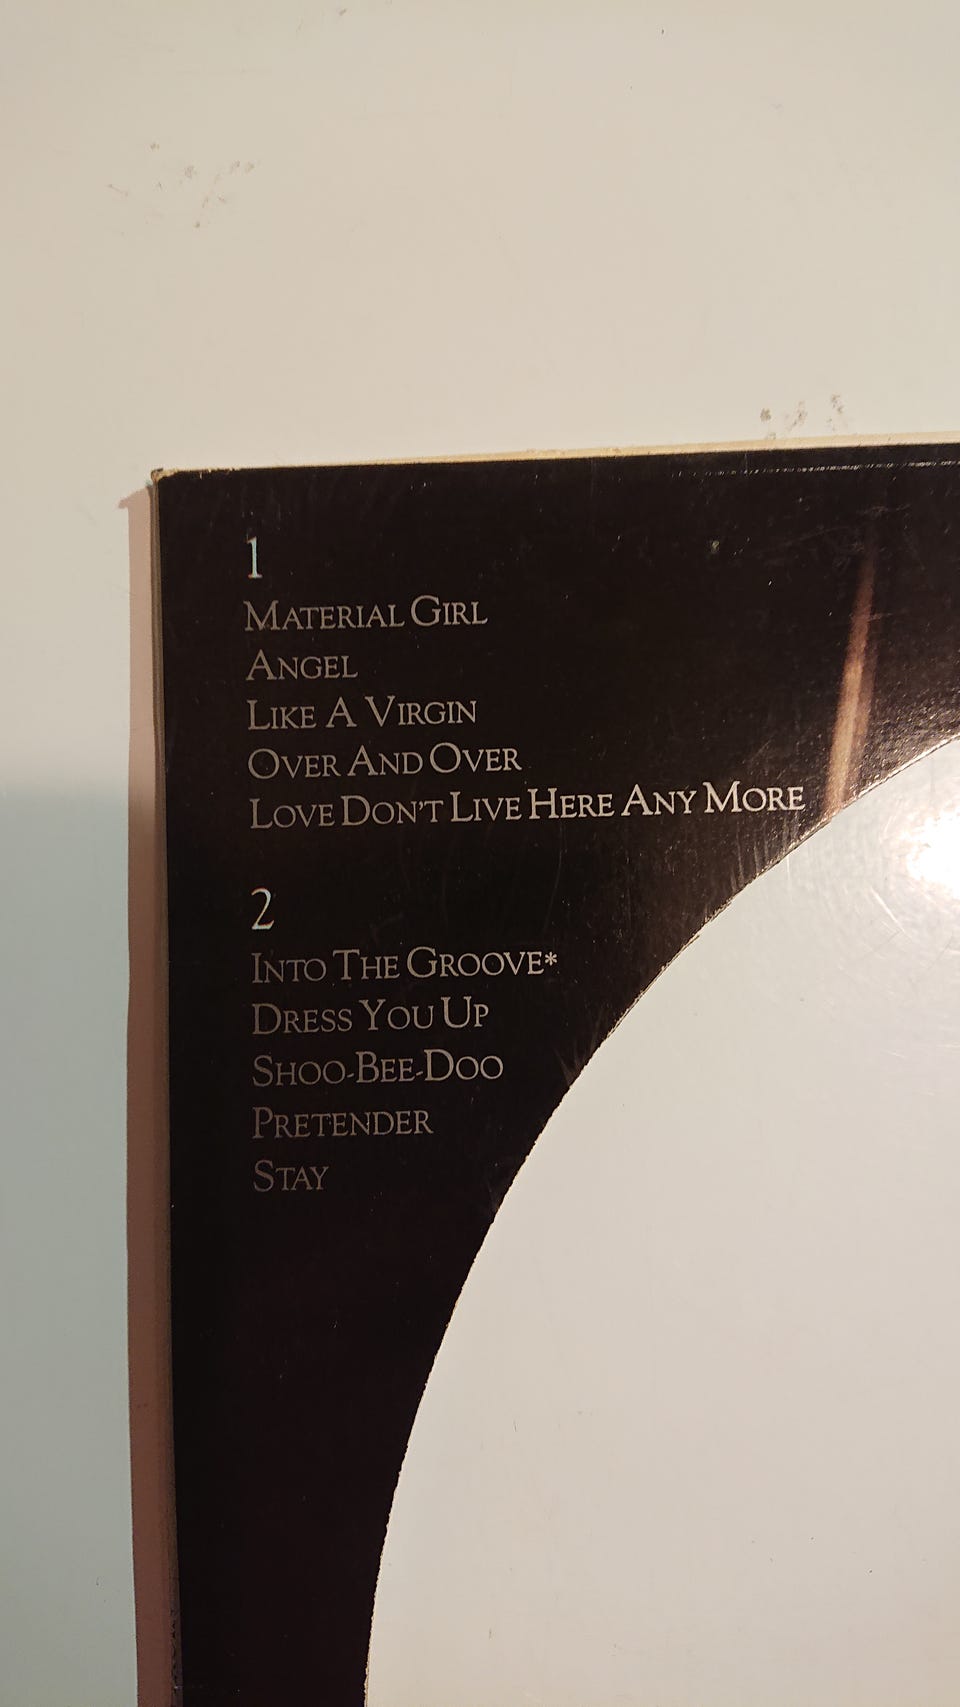 1
MATERIAL GIRL
ANGEL
LIKE A VIRGIN
OVER AND OVER
LOVE DON'T LIVE HERE ANY MORE
2
INTO THE GROOVE*
DRESS YOU UP
SHOO-BEE-DOO
PRETENDER
STAY